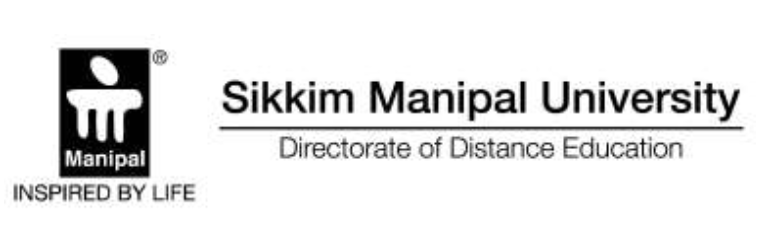 ®
Manipal
INSPIRED BY LIFE
Sikkim Manipal University
Directorate of Distance Education